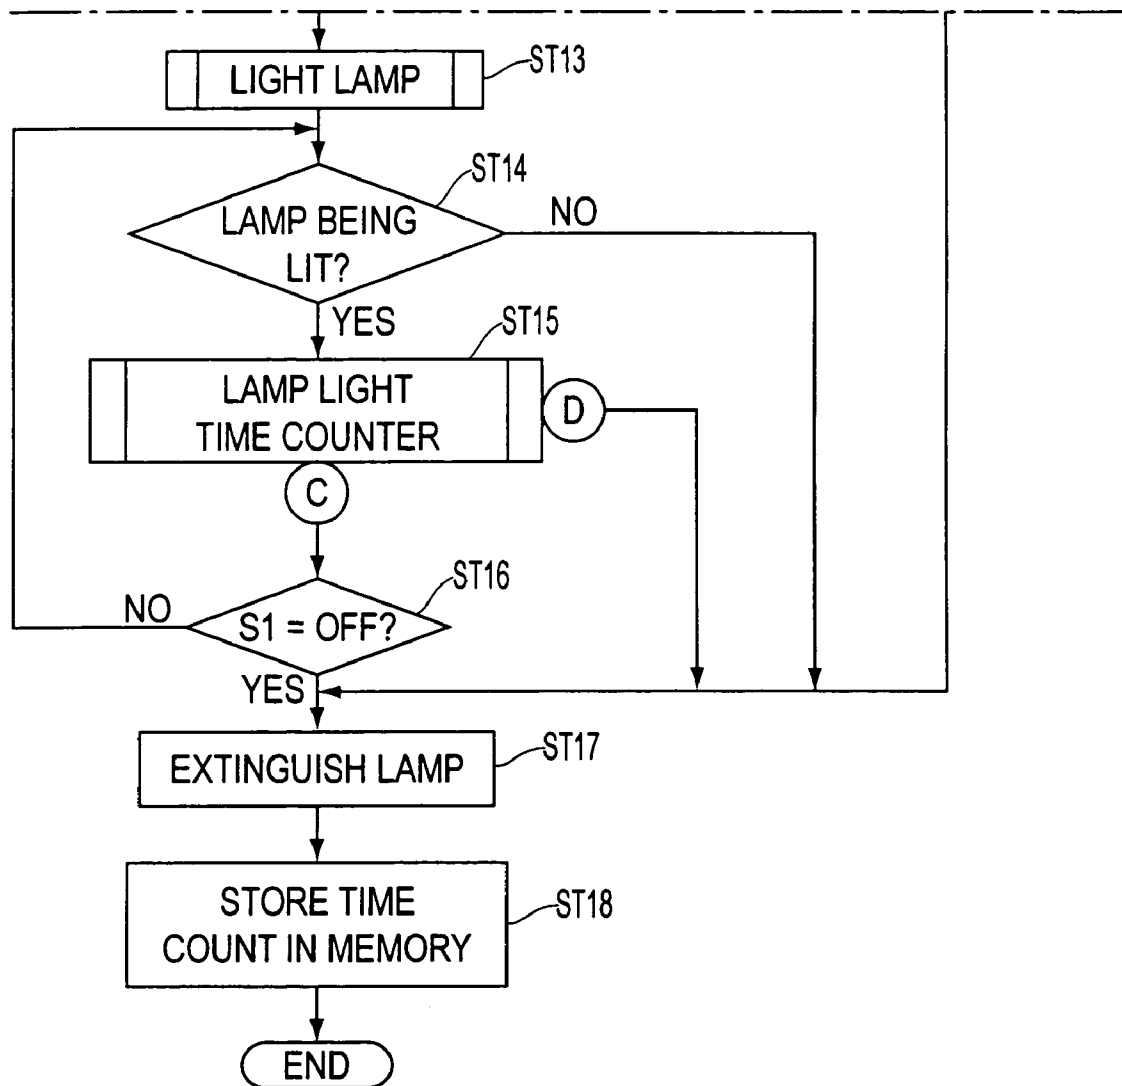 LIGHT LAMP
ST13
ST14
LAMP BEING
LIT?
NO
YES
ST15
LAMP LIGHT
TIME COUNTER
D
C
ST16
NO
S1 = OFF?
YES
ST17
EXTINGUISH LAMP
STORE TIME
COUNT IN MEMORY
ST18
END